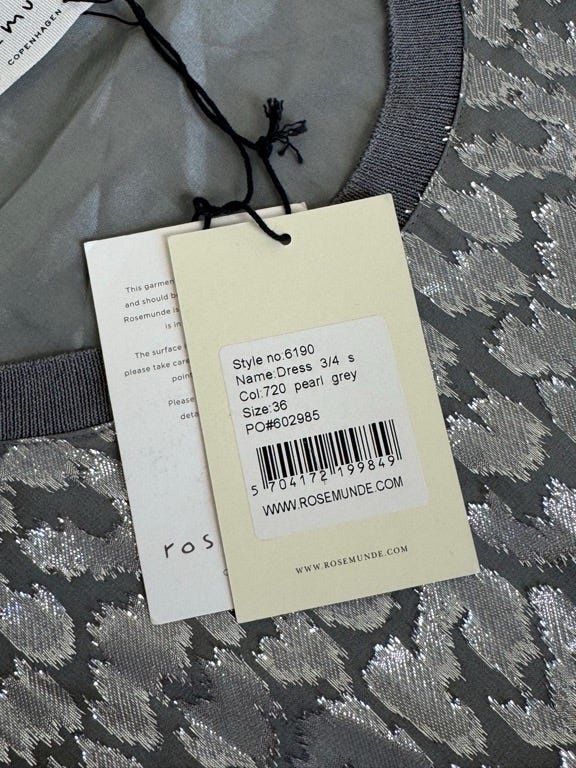 COPENHAGEN
This garmen
and should b
Rosemunde is
is in
The surface
please take care
point
Please
deta
ros
Style no:6190
Name:Dress 3/4 s
Col:720 pearl grey
Size:36
PO#602985
5 704172 199849
WWW.ROSEMUNDE.COM
WWW.ROSEMUNDE.COM